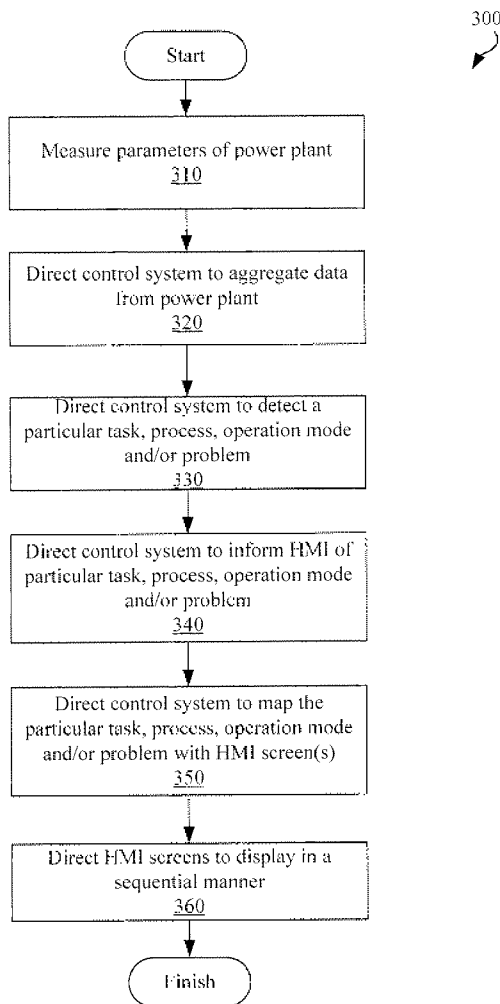 300
Start
Measure parameters of power plant
310
Direct control system to aggregate data
from power plant
320
Direct control system to detect a
particular task, process, operation mode
and/or problem
330
Direct control system to inform HMI of
particular task, process, operation mode
and/or problem
340
Direct control system to map the
particular task, process, operation mode
and/or problem with HMI screen(s)
350
Direct HMI screens to display in a
sequential manner
360
Finish